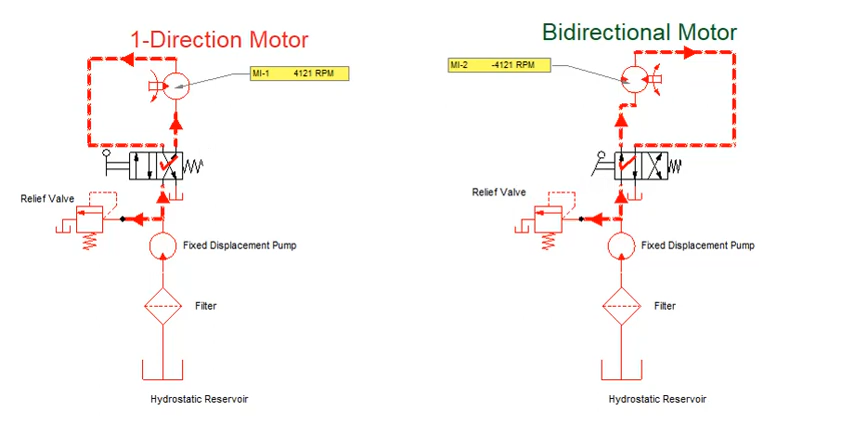 1-Direction Motor
MI-1 4121 RPM
Relief Valve
Fixed Displacement Pump
Filter
Hydrostatic Reservoir
Bidirectional Motor
MI-2 -4121 RPM
Relief Valve
Fixed Displacement Pump
Filter
Hydrostatic Reservoir